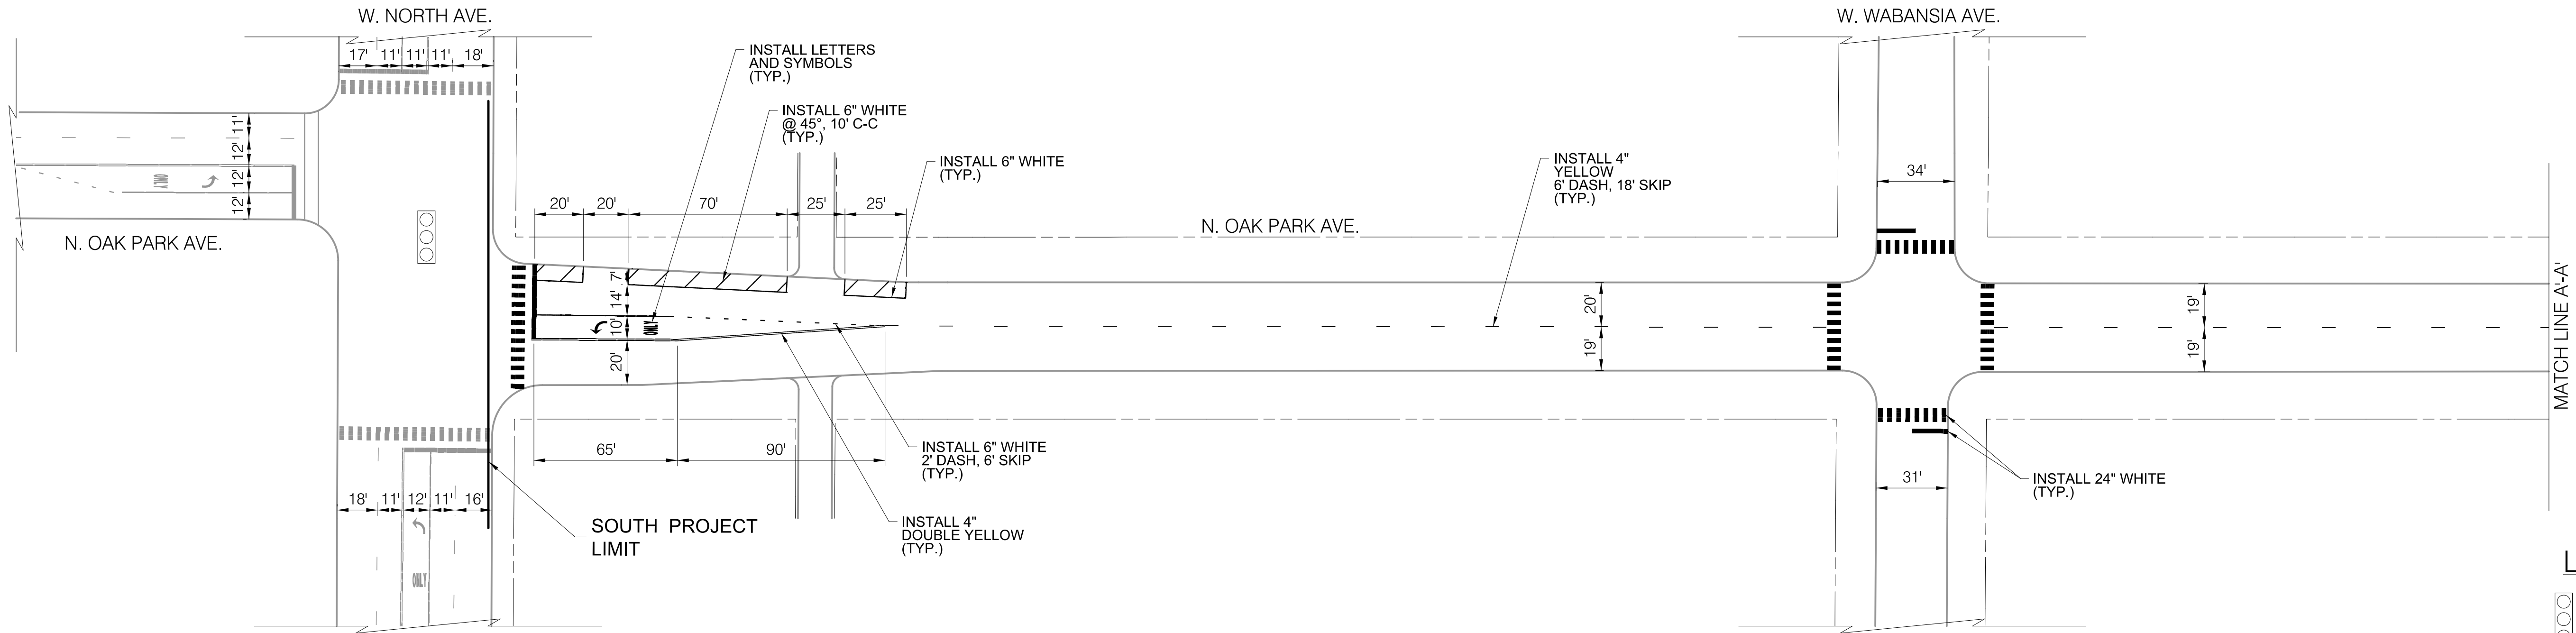 W. NORTH AVE.
W. WABANSIA AVE.
17' 11' 11' 11' 18'
INSTALL LETTERS
AND SYMBOLS
(TYP.)
INSTALL 6" WHITE
@ 45°, 10' C-C
(TYP.)
INSTALL 6" WHITE
(TYP.)
INSTALL 4"
YELLOW
6' DASH, 18' SKIP
(TYP.)
11'
12'
12'
12'
ONLY
N. OAK PARK AVE.
20' 20' 70' 25' 25'
N. OAK PARK AVE.
34'
7'
14'
10'
20'
ONLY
20'
19'
19'
19'
MATCH LINE A'-A'
65' 90'
INSTALL 6" WHITE
2' DASH, 6' SKIP
(TYP.)
INSTALL 4"
DOUBLE YELLOW
(TYP.)
18' 11' 12' 11' 16'
ONLY
SOUTH PROJECT
LIMIT
31'
INSTALL 24" WHITE
(TYP.)
L